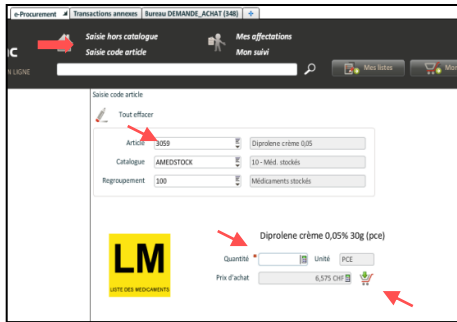 e-Procurement Transactions annexes Bureau DEMANDE_ACHAT (348)
Saisie hors catalogue Mes affectations
Saisie code article Mon suivi
N LIGNE Mes listes Mon
Saisie code article
Tout effacer
Article 3059 Diprolene crème 0,05
Catalogue AMEDSTOCK 10 - Méd. stockés
Regroupement 100 Médicaments stockés
Diprolene crème 0,05% 30g (pce)
Quantité * Unité PCE
Prix d'achat 6,575 CHF
LM
LISTE DES MEDICAMENTS